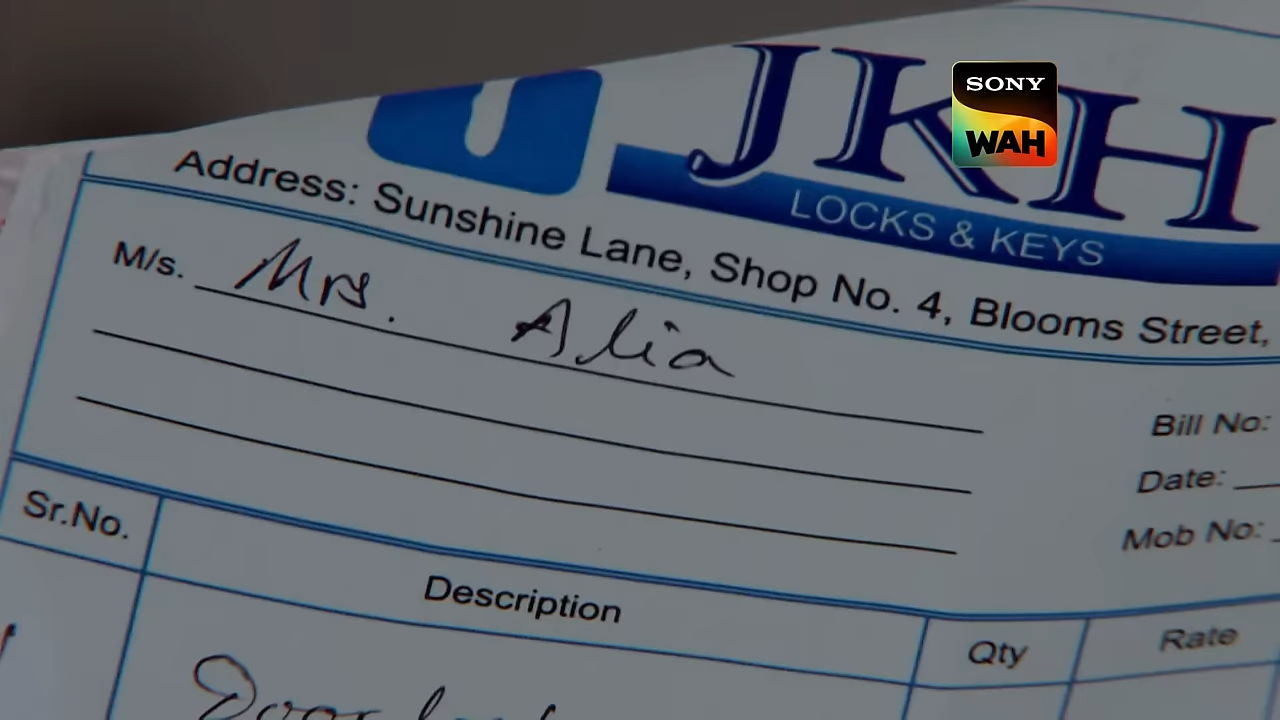 JKH
SONY
WAH
LOCKS & KEYS
Address: Sunshine Lane, Shop No. 4, Blooms Street,
M/s. Mrs. Alia
Bill No:
Date:
Mob No:
Sr.No. Description Qty Rate
Door